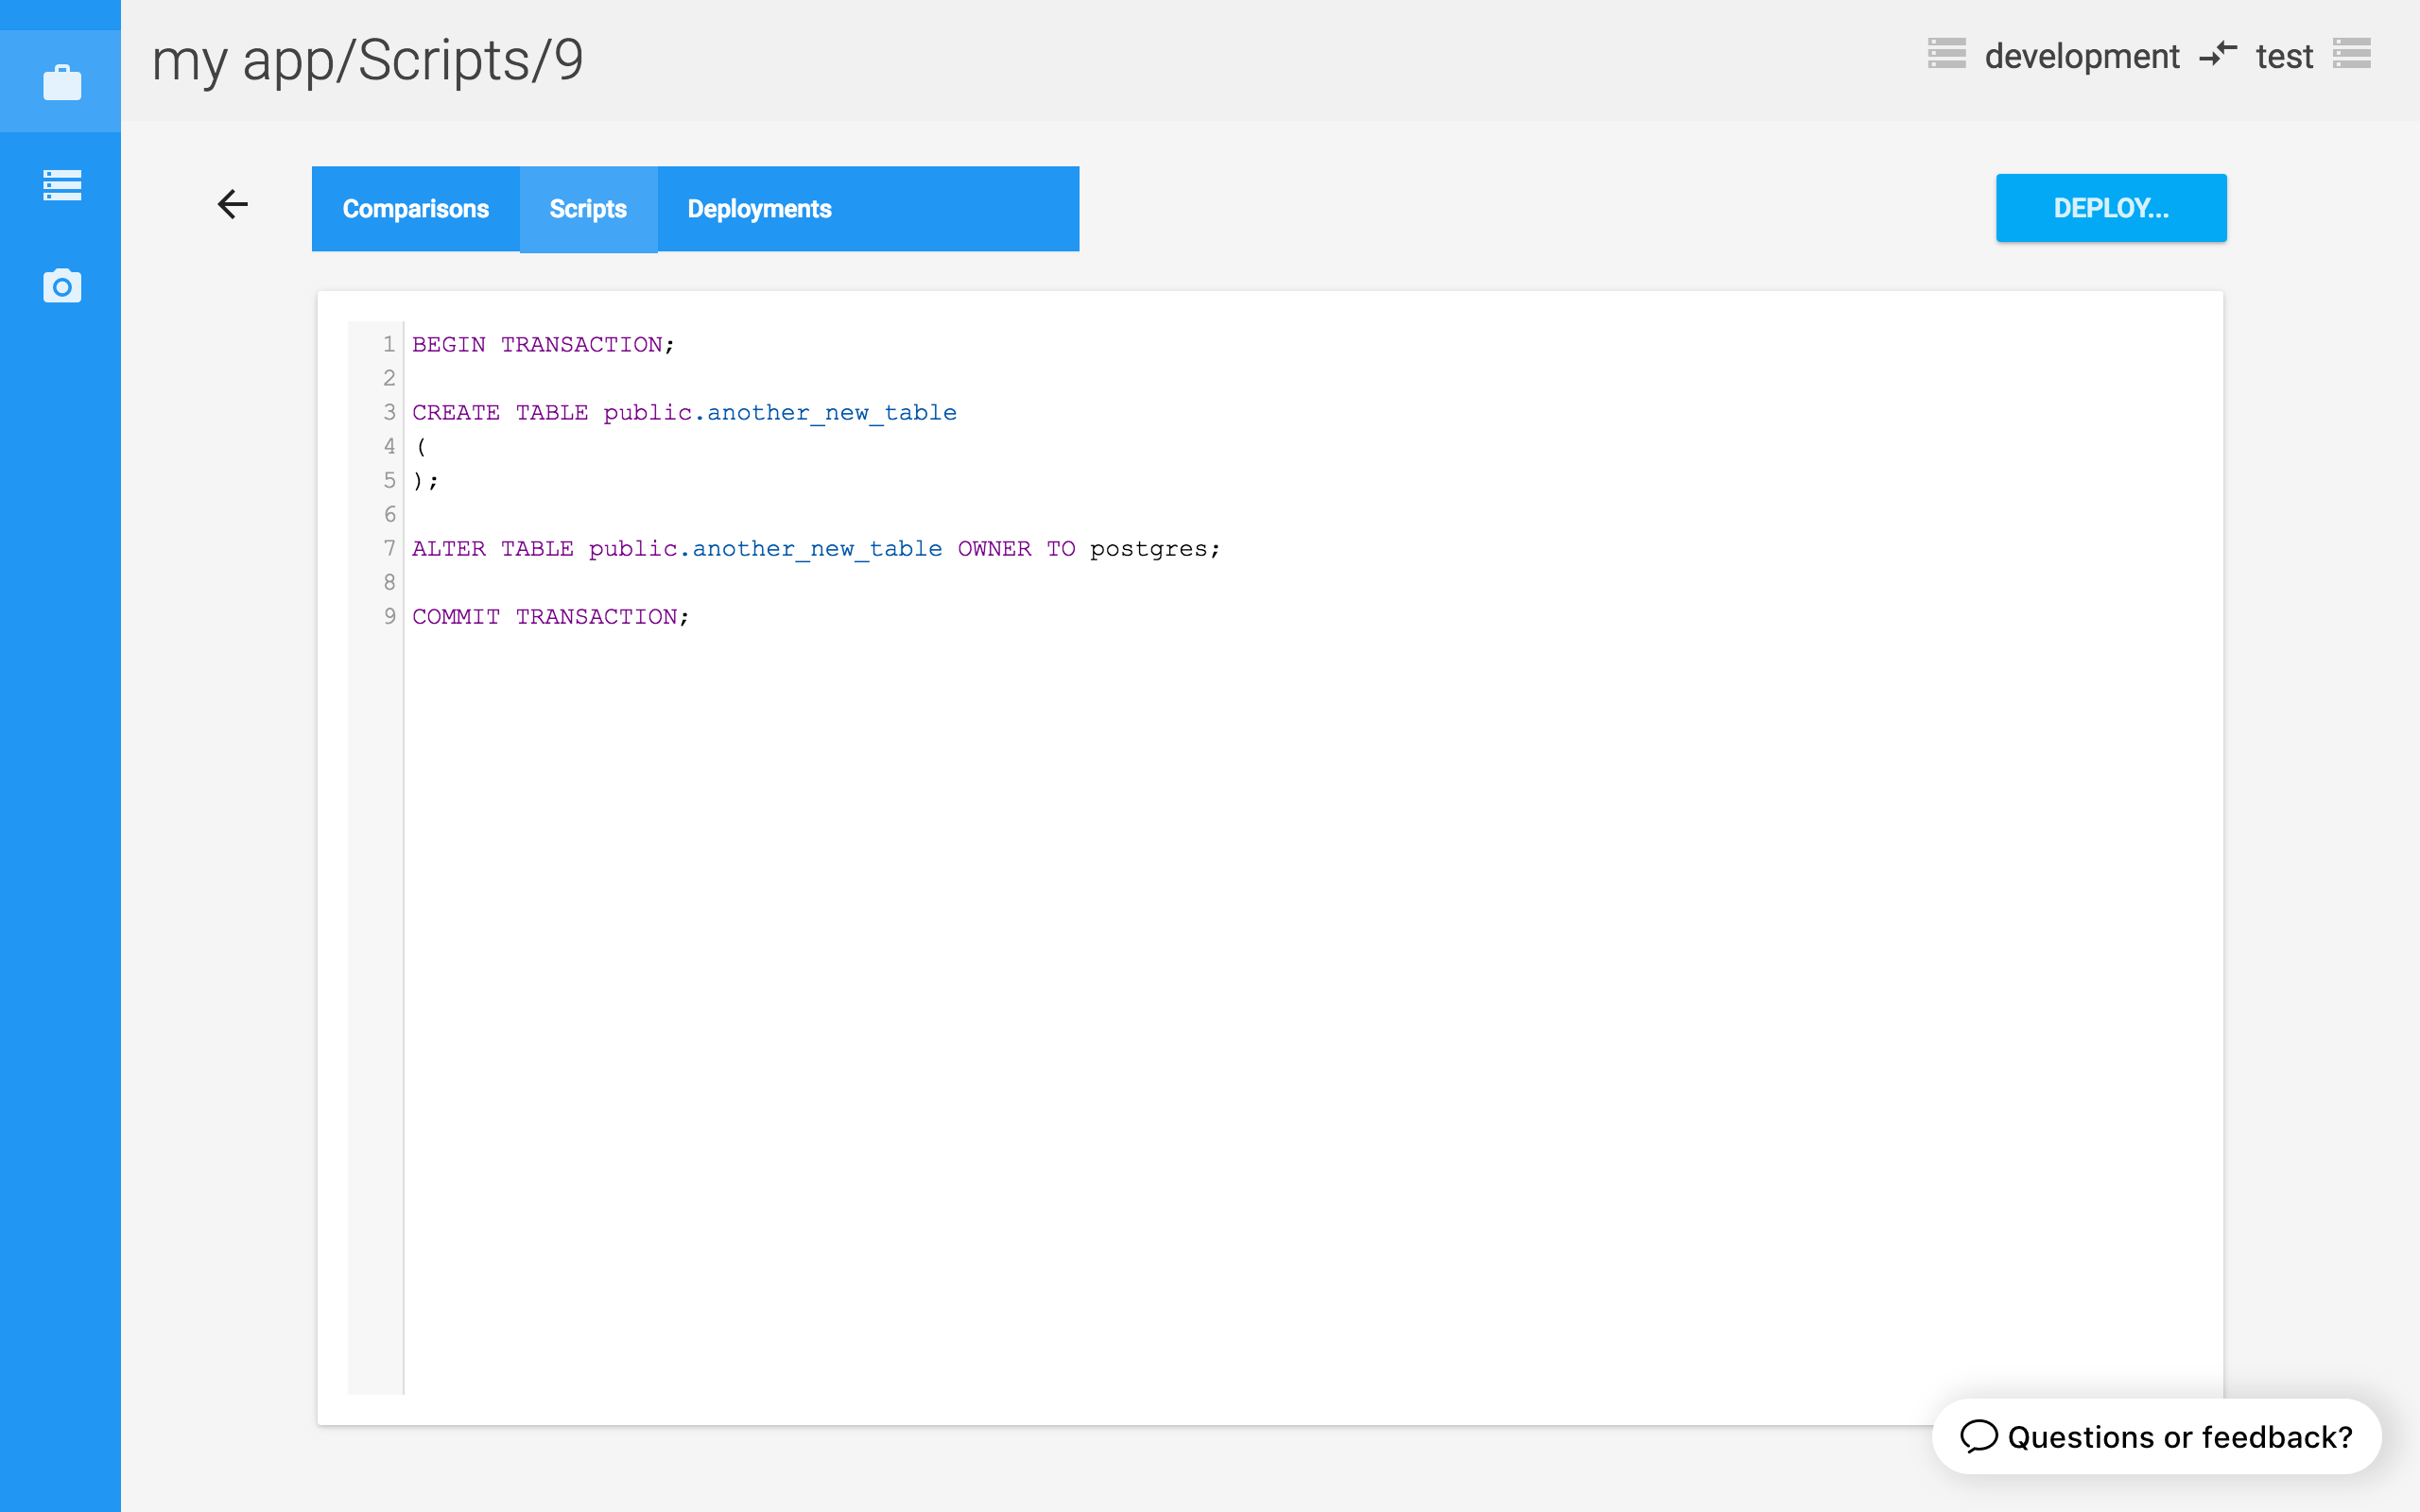 my app/Scripts/9
development test
Comparisons Scripts Deployments
DEPLOY...
1 BEGIN TRANSACTION;
2
3 CREATE TABLE public.another_new_table
4 (
5 );
6
7 ALTER TABLE public.another_new_table OWNER TO postgres;
8
9 COMMIT TRANSACTION;
Questions or feedback?